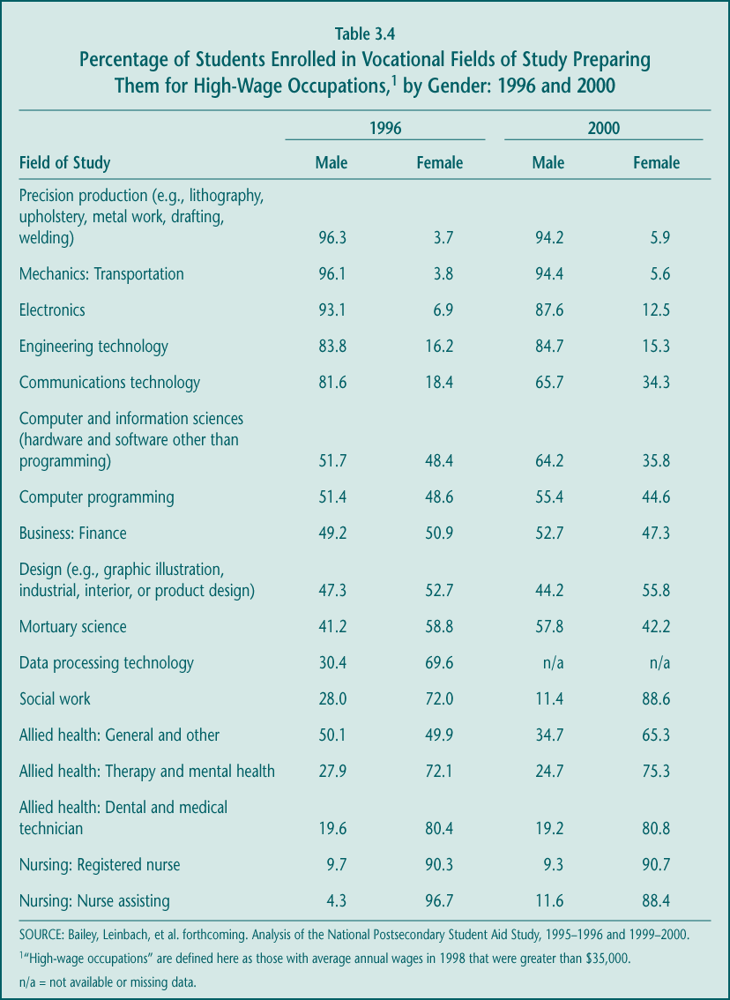 Table 3.4
Percentage of Students Enrolled in Vocational Fields of Study Preparing
Them for High-Wage Occupations,1 by Gender: 1996 and 2000
1996 2000
Field of Study Male Female Male Female
Precision production (e.g., lithography,
upholstery, metal work, drafting,
welding) 96.3 3.7 94.2 5.9
Mechanics: Transportation 96.1 3.8 94.4 5.6
Electronics 93.1 6.9 87.6 12.5
Engineering technology 83.8 16.2 84.7 15.3
Communications technology 81.6 18.4 65.7 34.3
Computer and information sciences
(hardware and software other than
programming) 51.7 48.4 64.2 35.8
Computer programming 51.4 48.6 55.4 44.6
Business: Finance 49.2 50.9 52.7 47.3
Design (e.g., graphic illustration,
industrial, interior, or product design) 47.3 52.7 44.2 55.8
Mortuary science 41.2 58.8 57.8 42.2
Data processing technology 30.4 69.6 n/a n/a
Social work 28.0 72.0 11.4 88.6
Allied health: General and other 50.1 49.9 34.7 65.3
Allied health: Therapy and mental health 27.9 72.1 24.7 75.3
Allied health: Dental and medical
technician 19.6 80.4 19.2 80.8
Nursing: Registered nurse 9.7 90.3 9.3 90.7
Nursing: Nurse assisting 4.3 96.7 11.6 88.4
SOURCE: Bailey, Leinbach, et al. forthcoming. Analysis of the National Postsecondary Student Aid Study, 1995–1996 and 1999–2000.
1“High-wage occupations” are defined here as those with average annual wages in 1998 that were greater than $35,000.
n/a = not available or missing data.